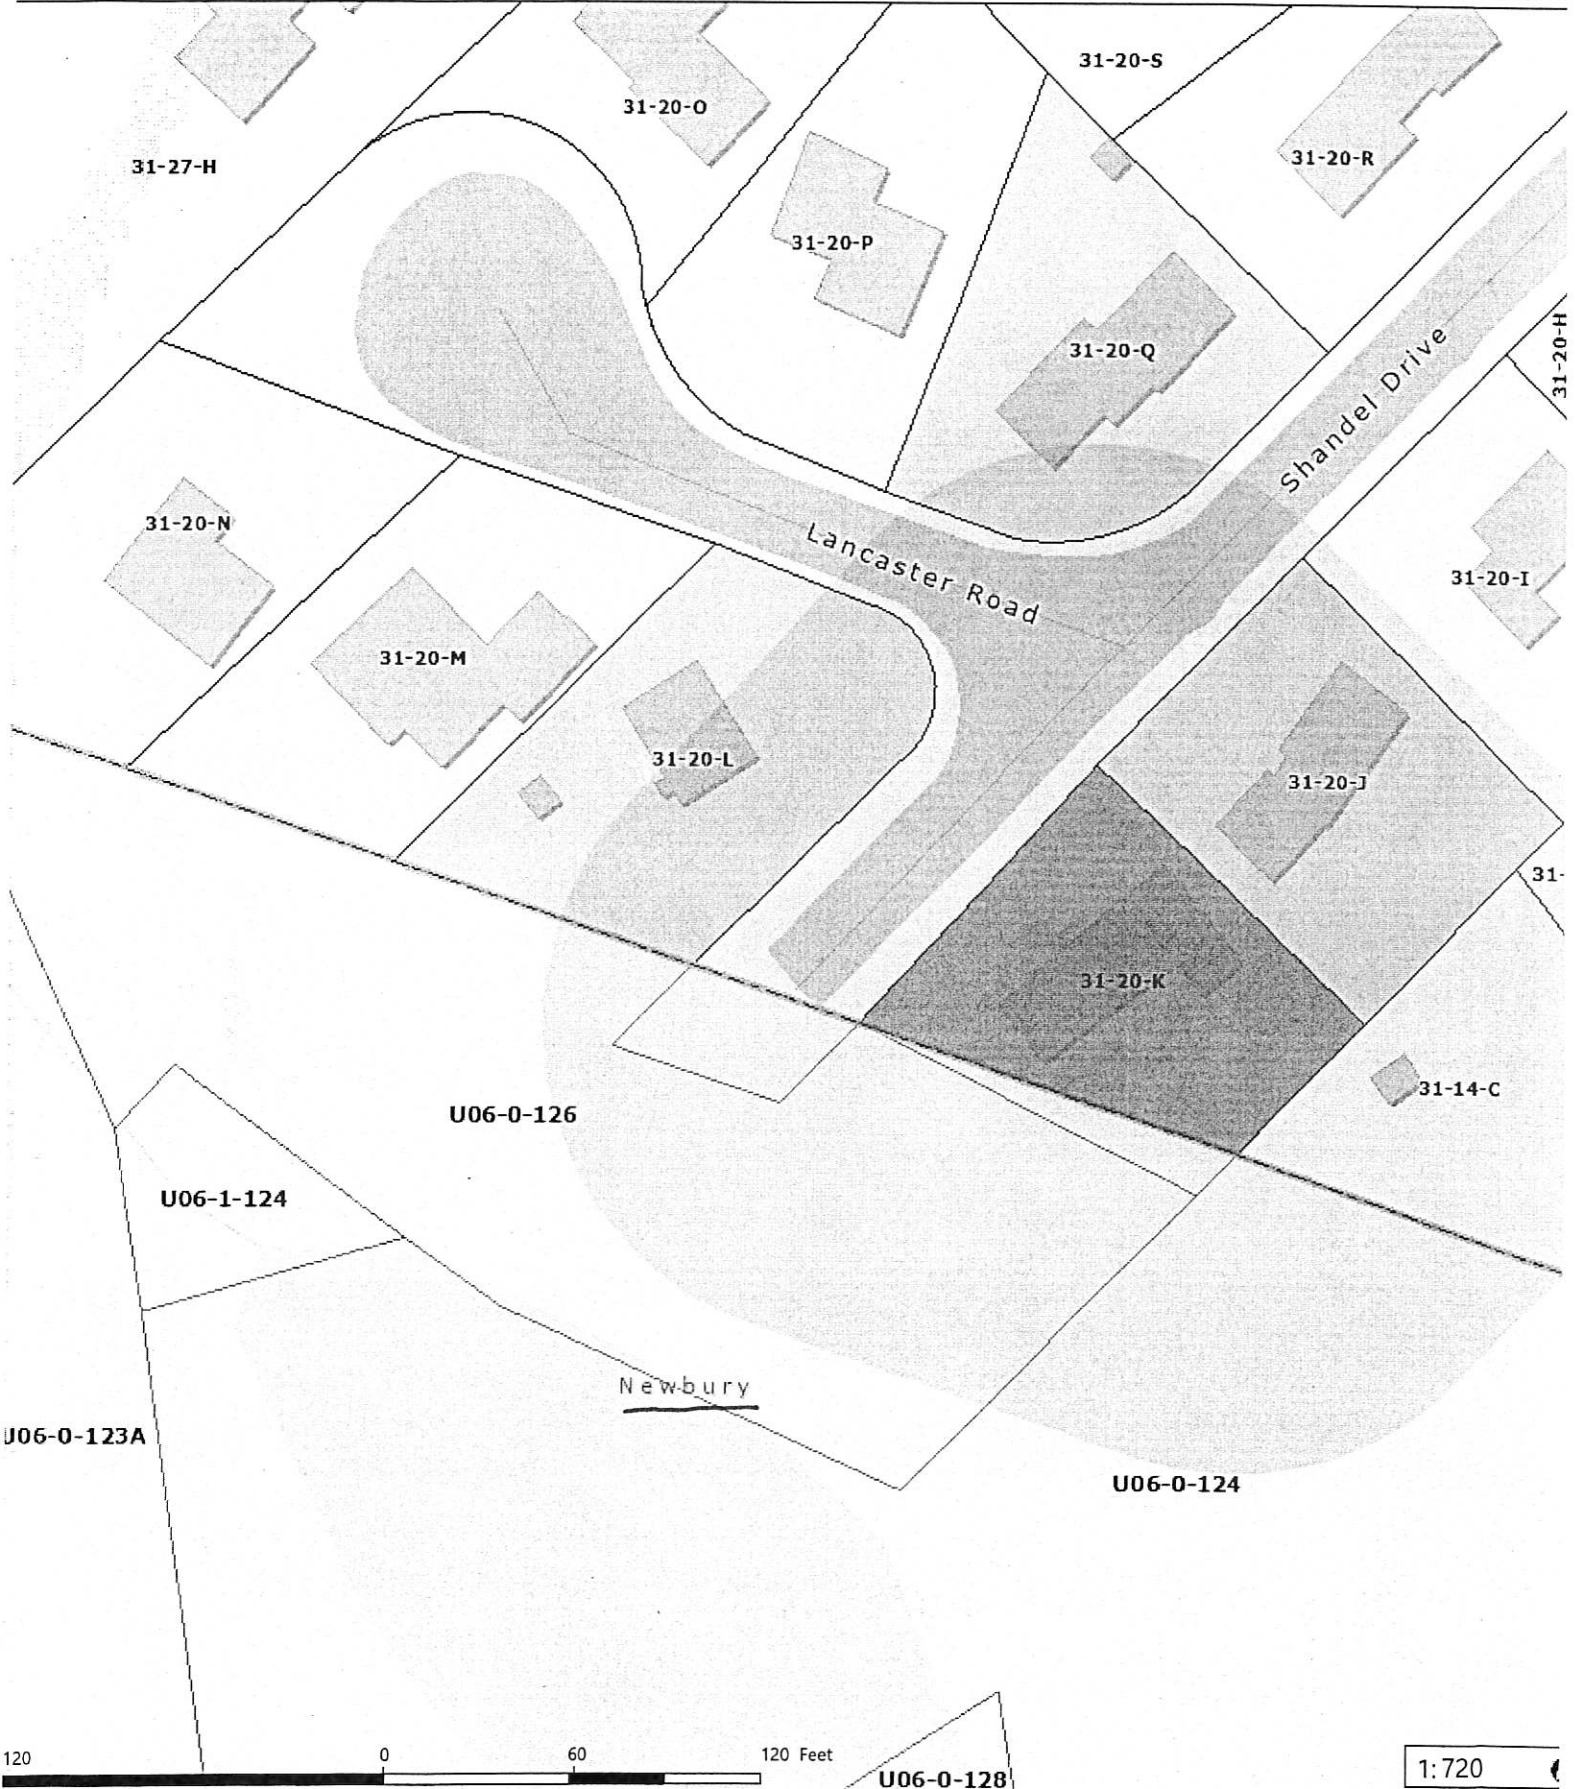 31-20-S
31-20-O
31-20-R
31-27-H
31-20-P
31-20-Q
Shandel Drive
31-20-H
31-20-N
Lancaster Road
31-20-I
31-20-M
31-20-L
31-20-J
31-
31-20-K
31-14-C
U06-0-126
U06-1-124
Newbury
U06-0-123A
U06-0-124
120 0 60 120 Feet
U06-0-128
1:720